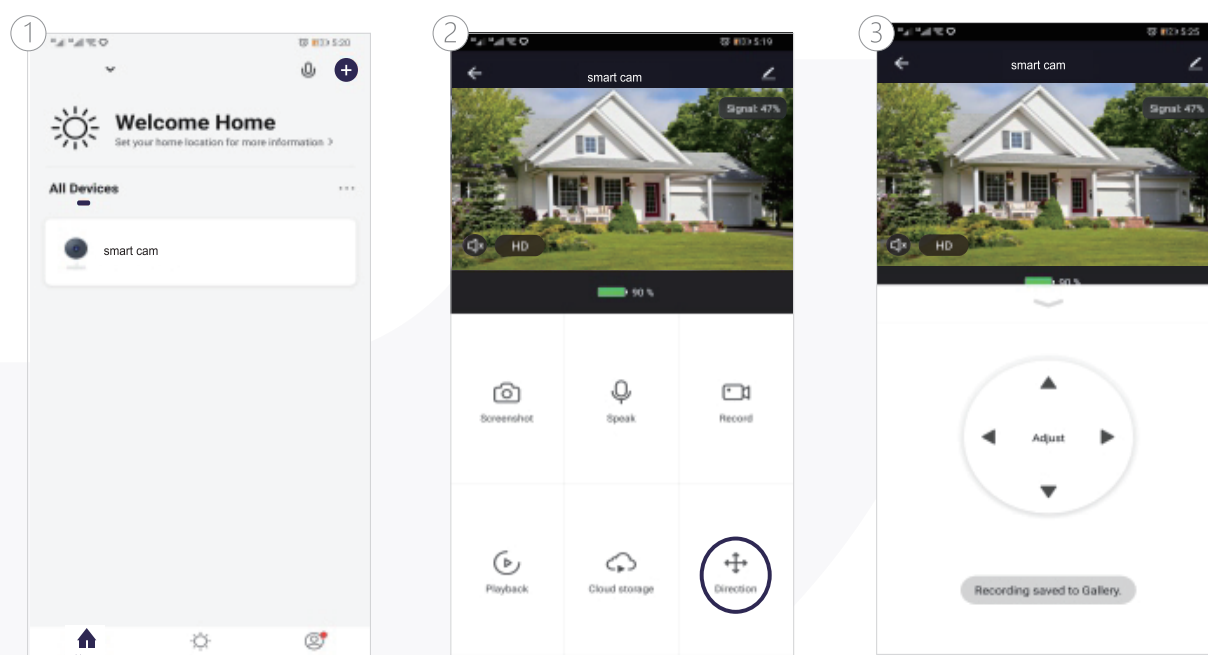 1
5:20
Welcome Home
Set your home location for more information >
All Devices
smart cam
2
5:19
smart cam
Signal: 47%
HD
90 %
Screenshot
Speak
Record
Playback
Cloud storage
Direction
3
5:25
smart cam
Signal: 47%
HD
90 %
Adjust
Recording saved to Gallery.